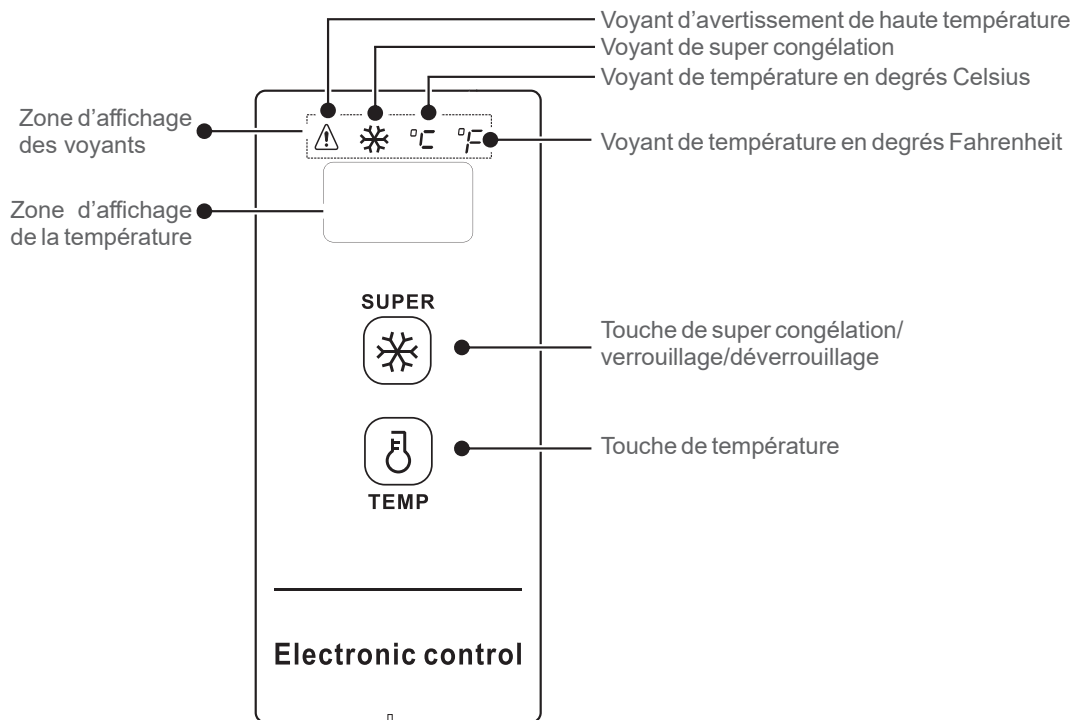 Voyant d'avertissement de haute température
Voyant de super congélation
Voyant de température en degrés Celsius
Zone d'affichage
des voyants
°C °F
Voyant de température en degrés Fahrenheit
Zone d'affichage
de la température
SUPER
Touche de super congélation/
verrouillage/déverrouillage
Touche de température
TEMP
Electronic control